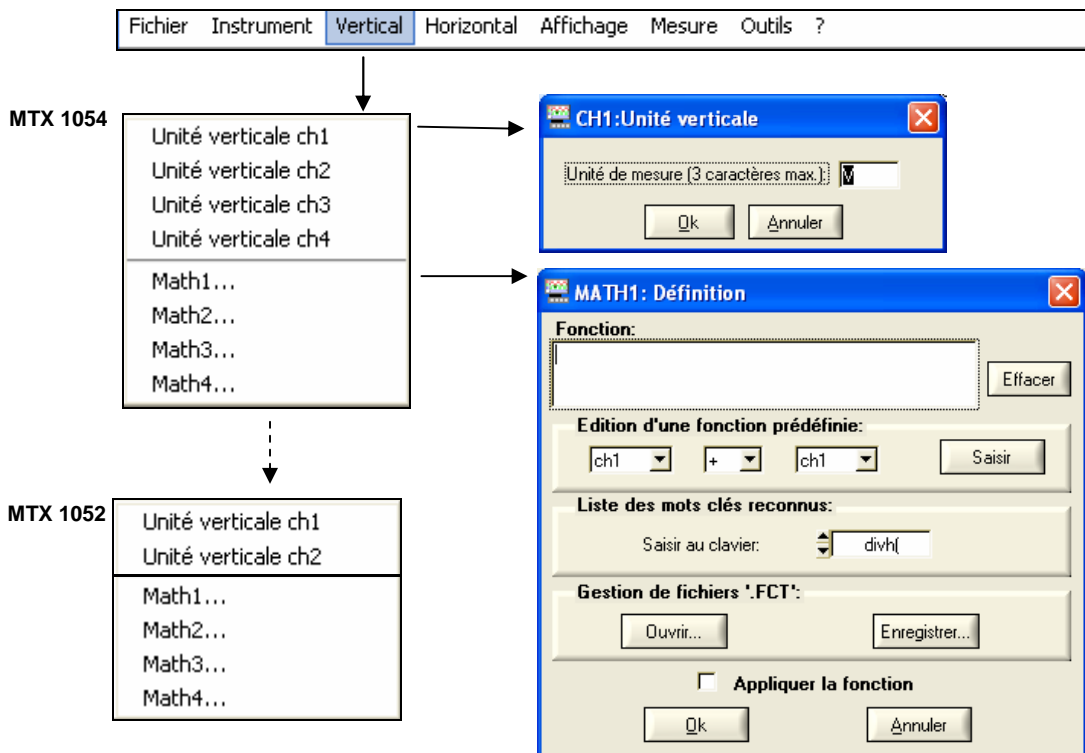 Fichier Instrument Vertical Horizontal Affichage Mesure Outils ?
MTX 1054
Unité verticale ch1
Unité verticale ch2
Unité verticale ch3
Unité verticale ch4
Math1...
Math2...
Math3...
Math4...
CH1:Unité verticale
Unité de mesure (3 caractères max.): V
Ok Annuler
MATH1: Définition
Fonction:
Effacer
Edition d'une fonction prédéfinie:
ch1 + ch1 Saisir
Liste des mots clés reconnus:
Saisir au clavier: divh(
Gestion de fichiers '.FCT':
Ouvrir... Enregistrer...
Appliquer la fonction
Ok Annuler
MTX 1052
Unité verticale ch1
Unité verticale ch2
Math1...
Math2...
Math3...
Math4...